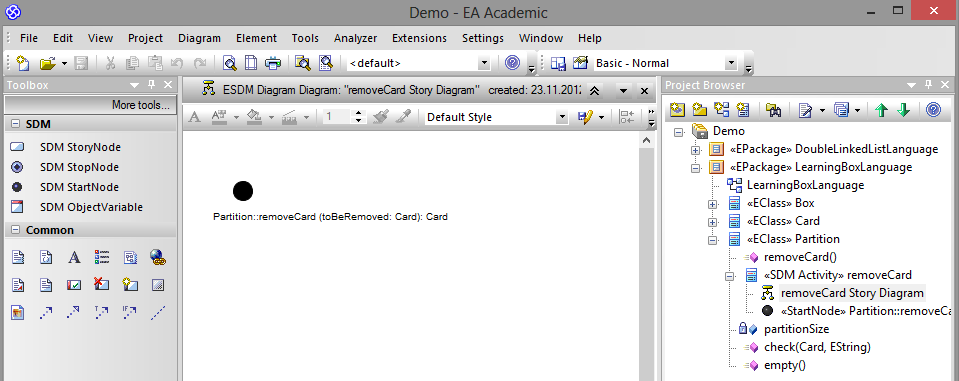 Demo - EA Academic
File Edit View Project Diagram Element Tools Analyzer Extensions Settings Window Help
<default> Basic - Normal
Toolbox
More tools...
SDM
SDM StoryNode
SDM StopNode
SDM StartNode
SDM ObjectVariable
Common
ESDM Diagram Diagram: "removeCard Story Diagram" created: 23.11.2012
1 Default Style
Partition::removeCard (toBeRemoved: Card): Card
Project Browser
Demo
«EPackage» DoubleLinkedListLanguage
«EPackage» LearningBoxLanguage
LearningBoxLanguage
«EClass» Box
«EClass» Card
«EClass» Partition
removeCard()
«SDM Activity» removeCard
removeCard Story Diagram
«StartNode» Partition::removeCa
partitionSize
check(Card, EString)
empty()